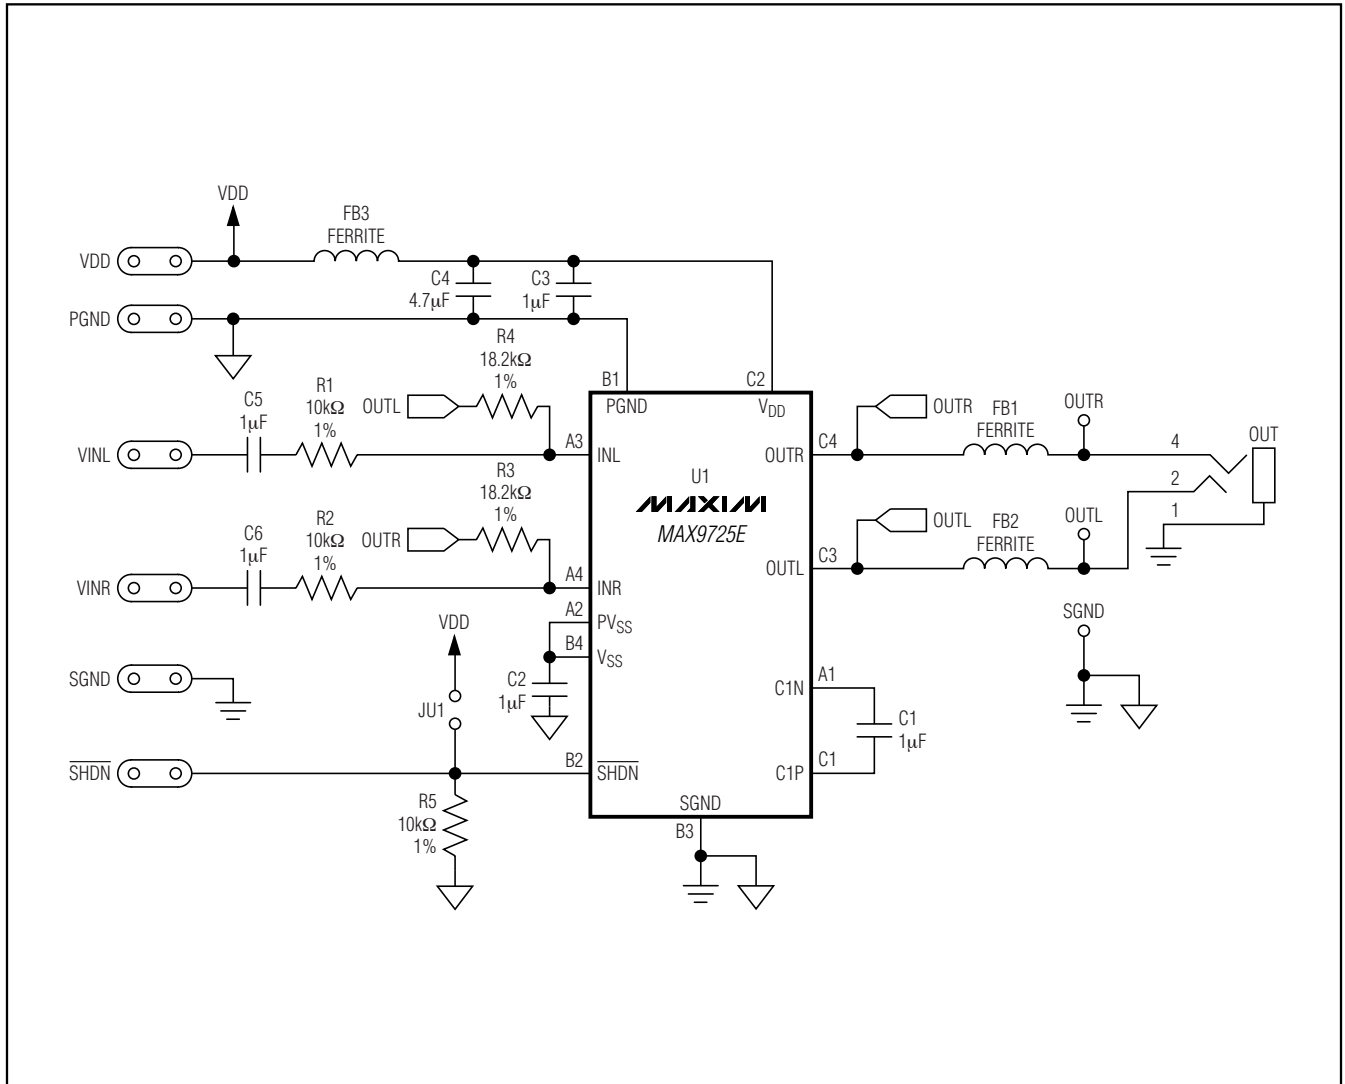 VDD
FB3
FERRITE
VDD
C4
4.7µF
C3
1µF
PGND
R4
18.2kΩ
1%
B1
C2
C5
1µF
R1
10kΩ
1%
OUTL
PGND
VDD
OUTR
FB1
FERRITE
OUTR
VINL
A3
INL
OUTR
C4
4
OUT
2
1
R3
18.2kΩ
1%
U1
MAXIM
MAX9725E
C6
1µF
R2
10kΩ
1%
OUTR
OUTL
FB2
FERRITE
OUTL
OUTL
C3
VINR
A4
INR
A2
PVSS
B4
VSS
VDD
SGND
SGND
C2
1µF
JU1
C1N
A1
C1
1µF
SHDN
B2
SHDN
C1P
C1
R5
10kΩ
1%
SGND
B3